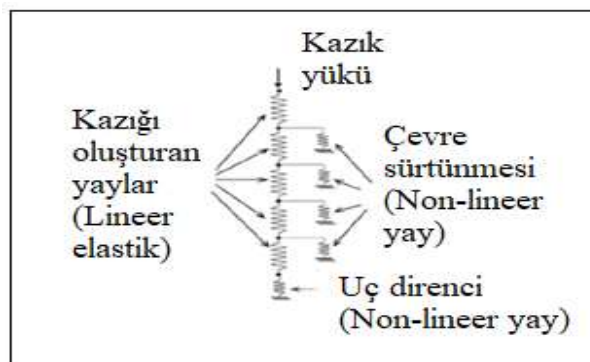 Kazık
yükü
Kazığı
oluşturan
yaylar
(Lineer
elastik)
Çevre
sürtünmesi
(Non-lineer
yay)
Uç direnci
(Non-lineer yay)